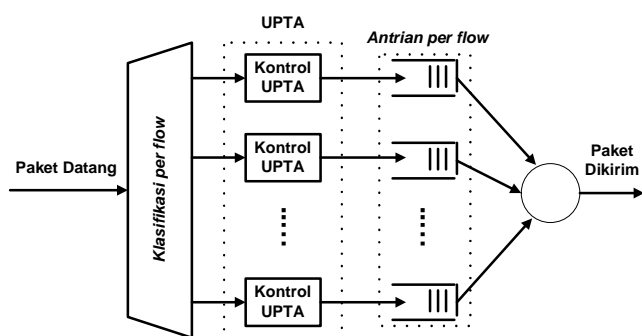 UPTA
Antrian per flow
Kontrol
UPTA
Kontrol
UPTA
Kontrol
UPTA
Paket Datang
Klasifikasi per flow
Paket
Dikirim